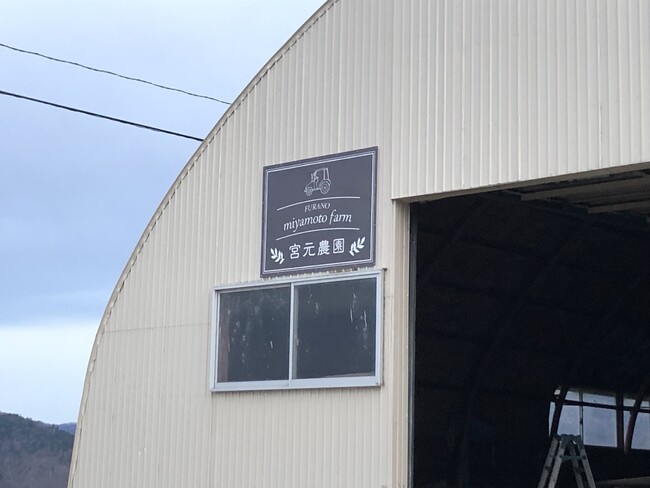 FURANO
miyamoto farm
宮元農園